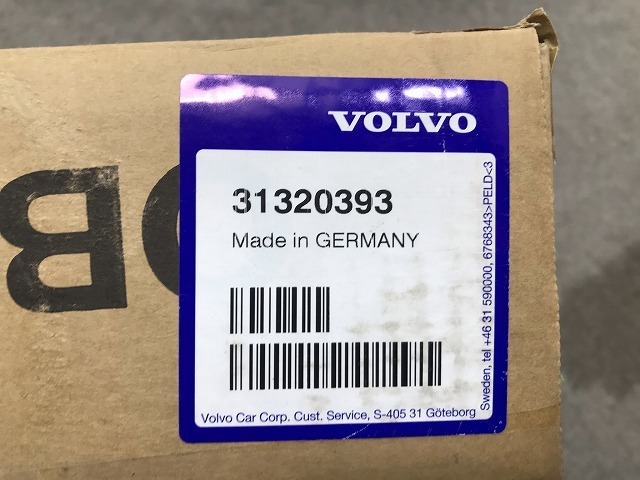 VOLVO
31320393
Made in GERMANY
Volvo Car Corp. Cust. Service, S-405 31 Göteborg
Sweden, tel +46 31 590000, 6768343>PELD<3